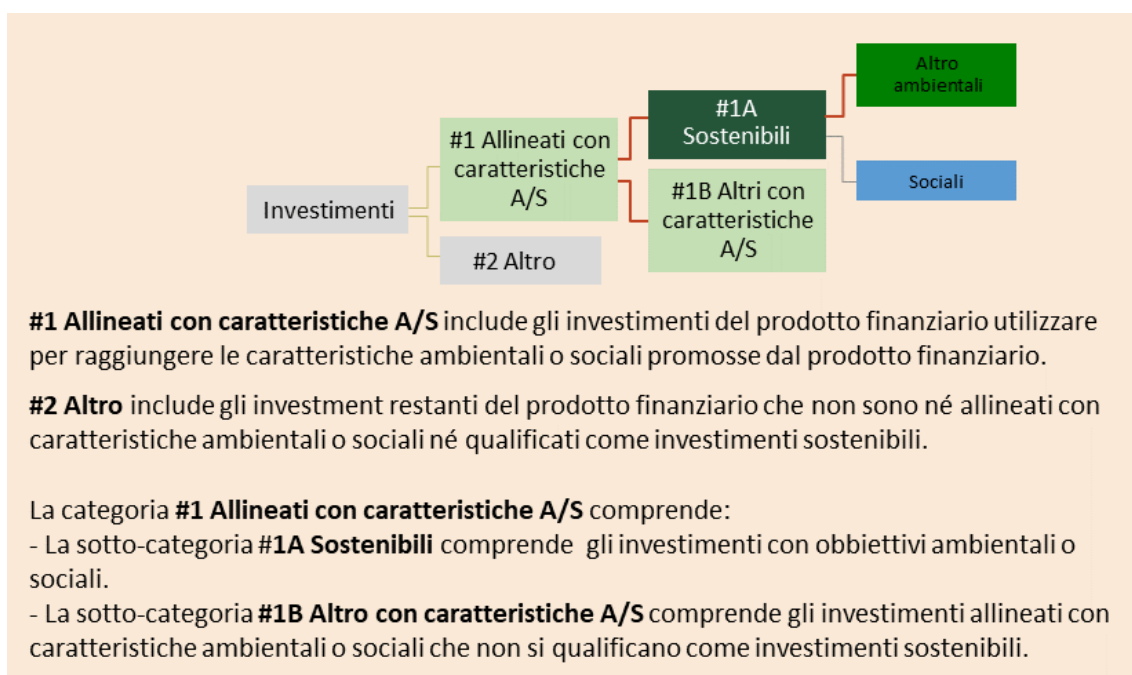 Altro
ambientali
#1A
Sostenibili
#1 Allineati con
caratteristiche
A/S
Sociali
#1B Altri con
caratteristiche
A/S
Investimenti
#2 Altro
#1 Allineati con caratteristiche A/S include gli investimenti del prodotto finanziario utilizzare
per raggiungere le caratteristiche ambientali o sociali promosse dal prodotto finanziario.
#2 Altro include gli investment restanti del prodotto finanziario che non sono né allineati con
caratteristiche ambientali o sociali né qualificati come investimenti sostenibili.
La categoria #1 Allineati con caratteristiche A/S comprende:
- La sotto-categoria #1A Sostenibili comprende gli investimenti con obbiettivi ambientali o
sociali.
- La sotto-categoria #1B Altro con caratteristiche A/S comprende gli investimenti allineati con
caratteristiche ambientali o sociali che non si qualificano come investimenti sostenibili.